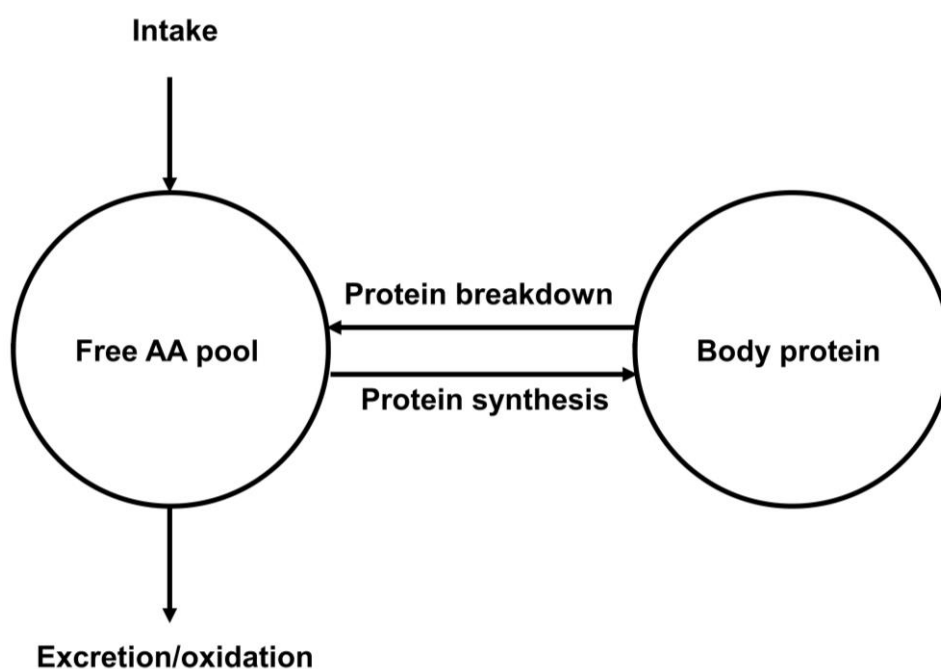 Intake
Protein breakdown
Free AA pool
Body protein
Protein synthesis
Excretion/oxidation